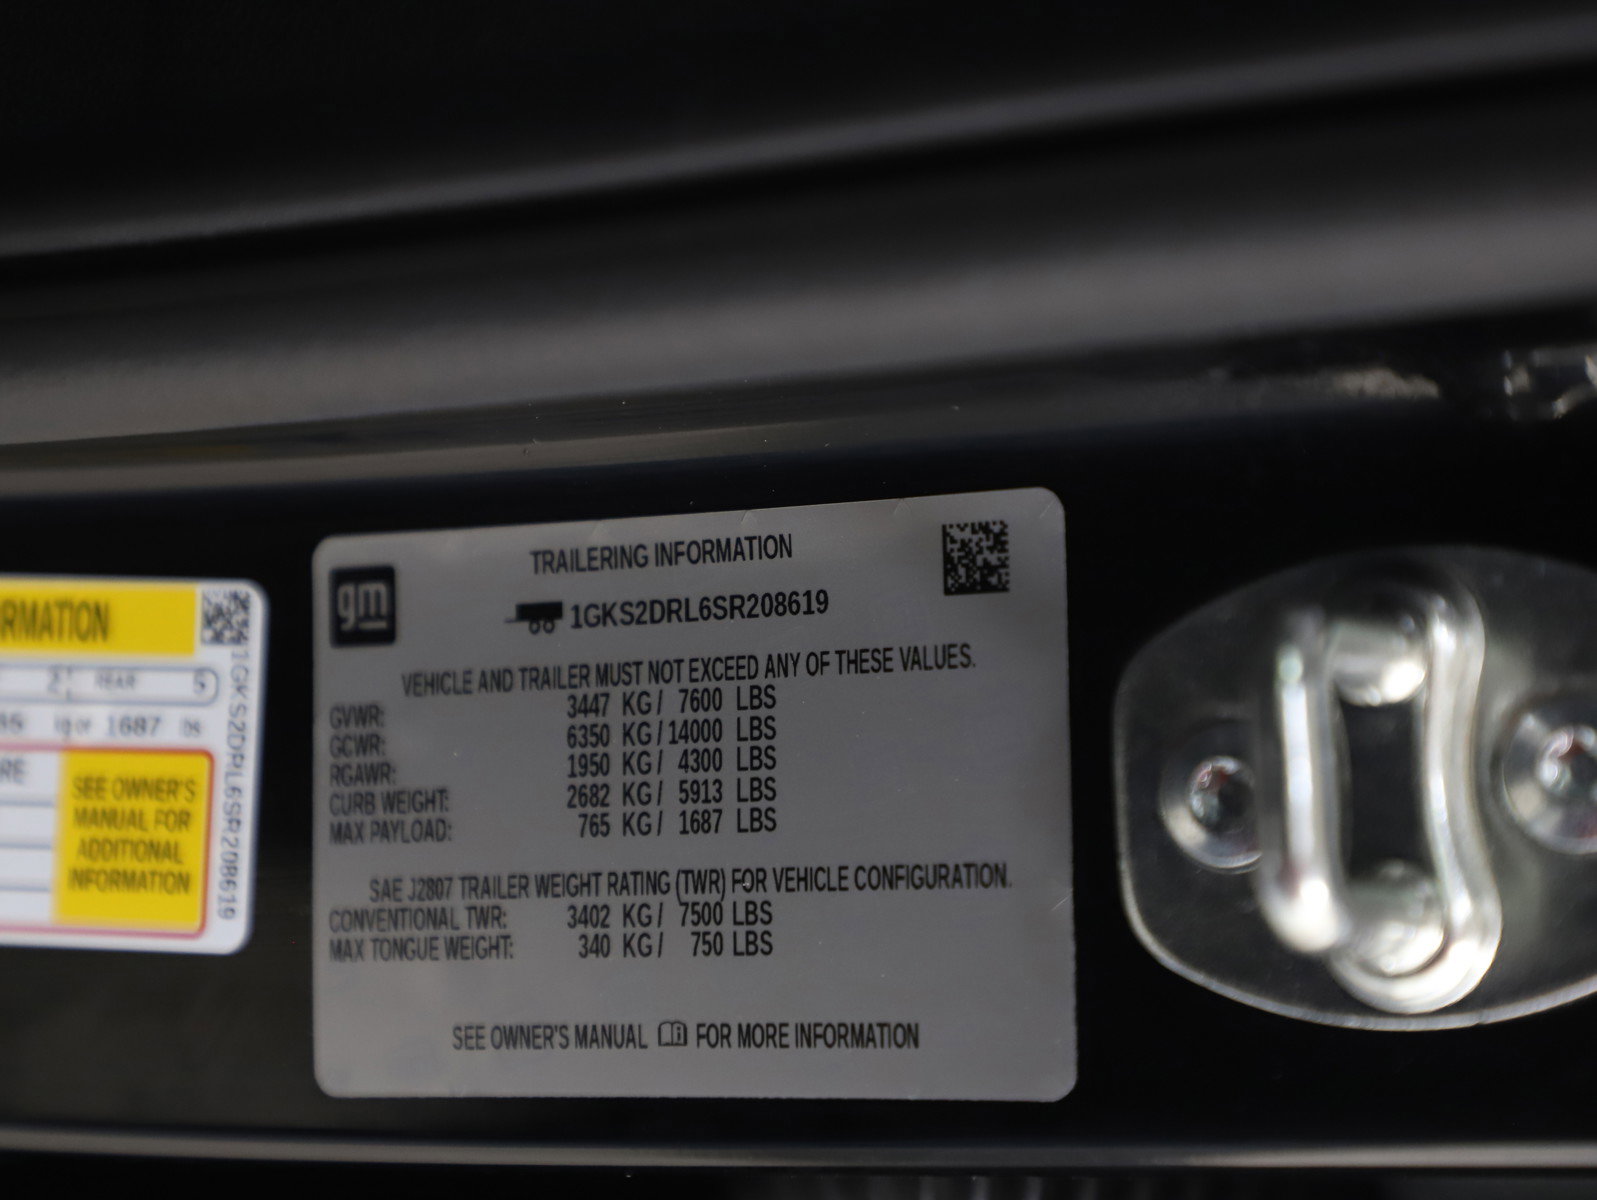 RMATION
2 REAR 5
1687
RE
SEE OWNER'S
MANUAL FOR
ADDITIONAL
INFORMATION
1GKS2DRL6SR208619
gm
TRAILERING INFORMATION
1GKS2DRL6SR208619
VEHICLE AND TRAILER MUST NOT EXCEED ANY OF THESE VALUES.
GVWR: 3447 KG/ 7600 LBS
GCWR: 6350 KG/ 14000 LBS
RGAWR: 1950 KG/ 4300 LBS
CURB WEIGHT: 2682 KG/ 5913 LBS
MAX PAYLOAD: 765 KG/ 1687 LBS
SAE J2807 TRAILER WEIGHT RATING (TWR) FOR VEHICLE CONFIGURATION.
CONVENTIONAL TWR: 3402 KG/ 7500 LBS
MAX TONGUE WEIGHT: 340 KG/ 750 LBS
SEE OWNER'S MANUAL FOR MORE INFORMATION